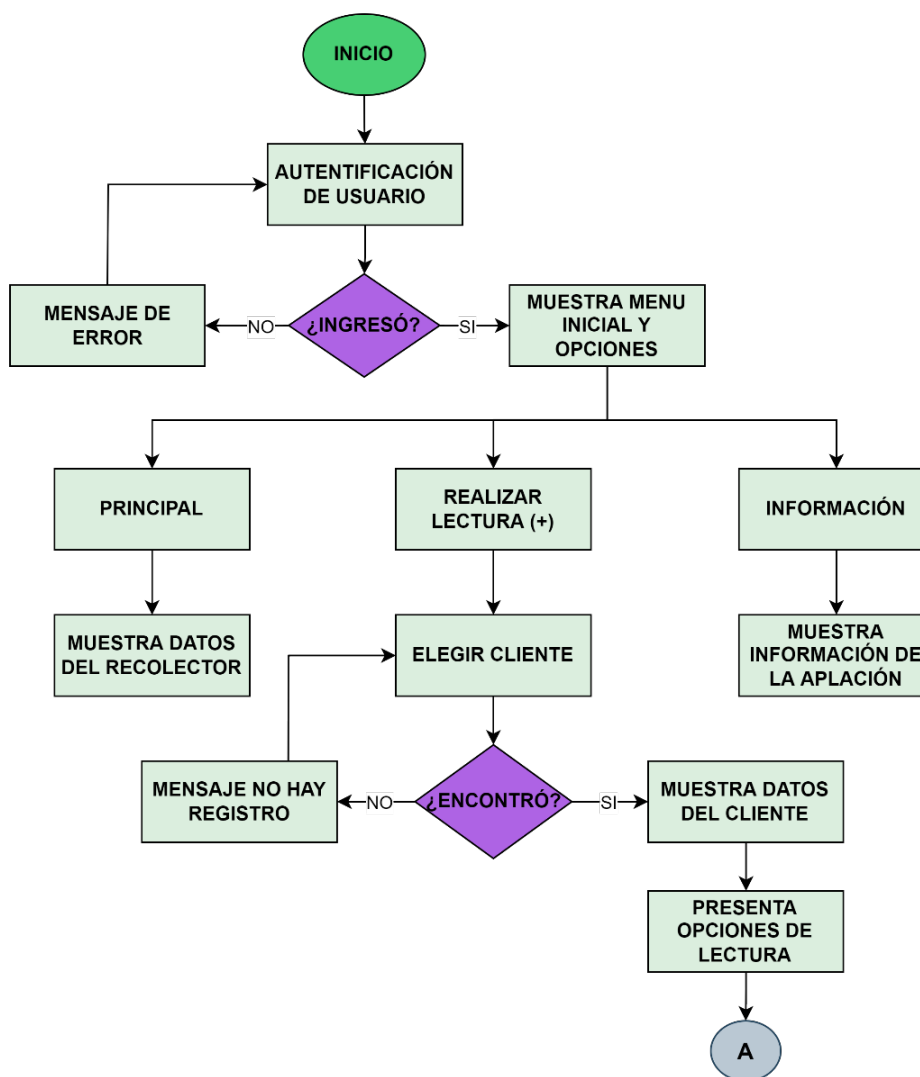 INICIO
AUTENTIFICACIÓN
DE USUARIO
MENSAJE DE
ERROR
NO
¿INGRESÓ?
SI
MUESTRA MENU
INICIAL Y
OPCIONES
PRINCIPAL
REALIZAR
LECTURA (+)
INFORMACIÓN
MUESTRA DATOS
DEL RECOLECTOR
ELEGIR CLIENTE
MUESTRA
INFORMACIÓN DE
LA APLACIÓN
MENSAJE NO HAY
REGISTRO
NO
¿ENCONTRÓ?
SI
MUESTRA DATOS
DEL CLIENTE
PRESENTA
OPCIONES DE
LECTURA
A